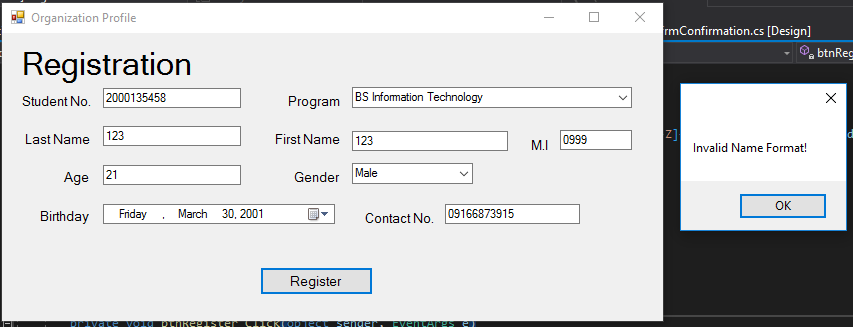 Organization Profile
rmConfirmation.cs [Design]
btnReg
Registration
Student No. 2000135458 Program BS Information Technology
Last Name 123 First Name 123 M.I 0999
Z]
Invalid Name Format!
Age 21 Gender Male
OK
Birthday Friday , March 30, 2001 Contact No. 09166873915
Register
private void btnRegister_Click(object sender, EventArgs e)